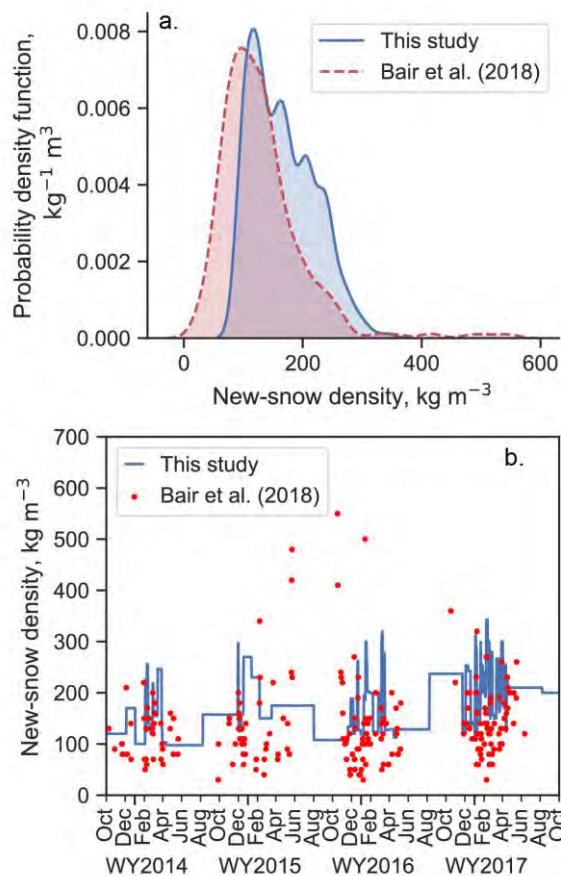 a.
This study
Bair et al. (2018)
0.008
0.006
0.004
0.002
0.000
Probability density function,
kg⁻¹ m³
0
200
400
600
New-snow density, kg m⁻³
b.
This study
Bair et al. (2018)
700
600
500
400
300
200
100
0
New-snow density, kg m⁻³
Oct Dec Feb Apr Jun Aug Oct Dec Feb Apr Jun Aug Oct Dec Feb Apr Jun Aug Oct Dec Feb Apr Jun Aug Oct
WY2014 WY2015 WY2016 WY2017